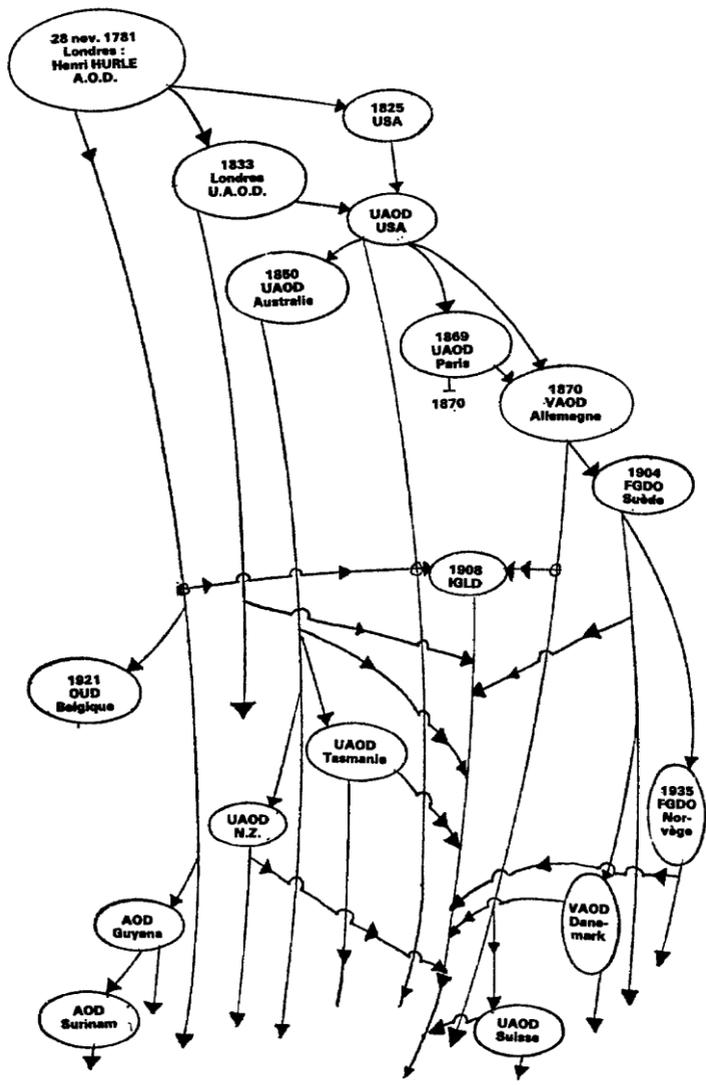 28 nov. 1781
Londres :
Henri HURLE
A.O.D.
1825
USA
1833
Londres
U.A.O.D.
UAOD
USA
1850
UAOD
Australie
1869
UAOD
Paris
1870
1870
VAOD
Allemagne
1904
FGDO
Suède
1908
IGLD
1921
OUD
Belgique
UAOD
Tasmanie
UAOD
N.Z.
1935
FGDO
Nor-
vège
AOD
Guyana
VAOD
Dane-
mark
AOD
Surinam
UAOD
Suisse